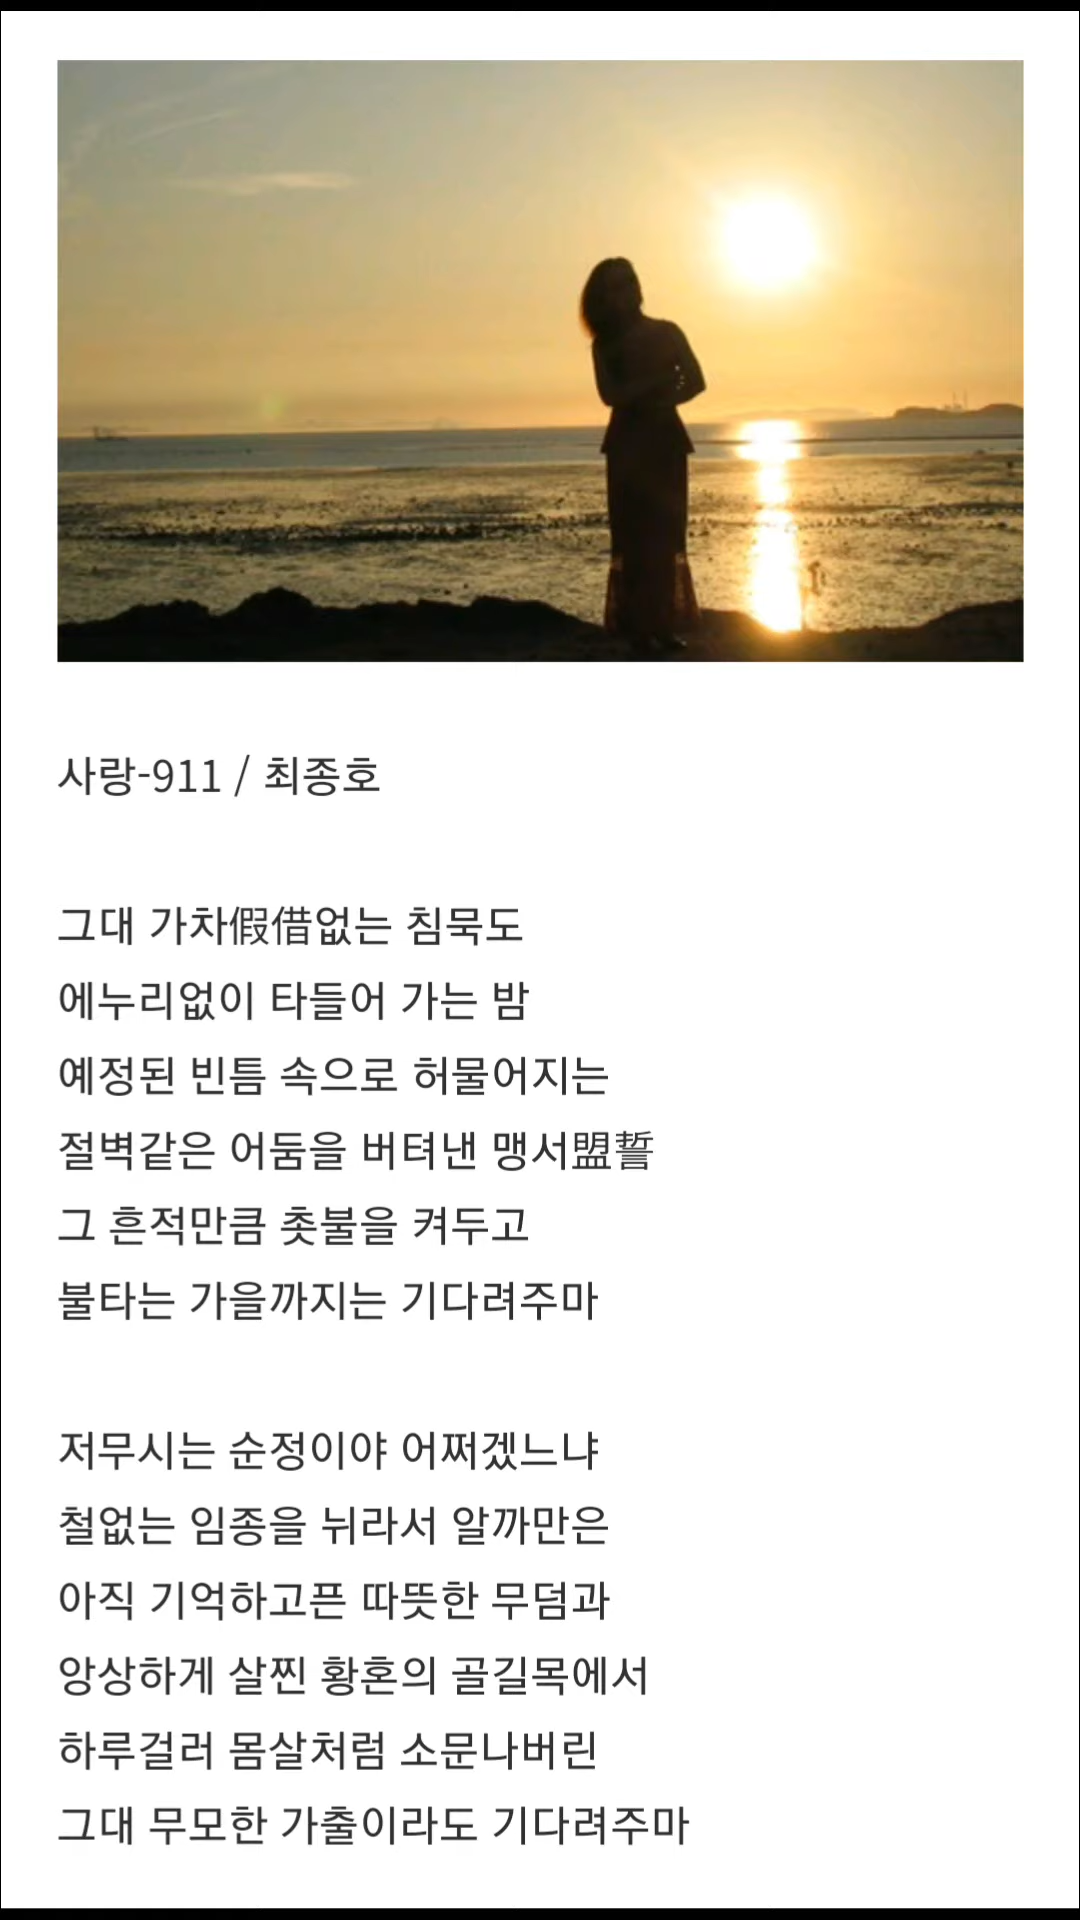 사랑-911 / 최종호
그대 가차假借없는 침묵도
에누리없이 타들어 가는 밤
예정된 빈틈 속으로 허물어지는
절벽같은 어둠을 버텨낸 맹서盟誓
그 흔적만큼 촛불을 켜두고
불타는 가을까지는 기다려주마
저무시는 순정이야 어쩌겠느냐
철없는 임종을 뉘라서 알까만은
아직 기억하고픈 따뜻한 무덤과
앙상하게 살찐 황혼의 골길목에서
하루걸러 몸살처럼 소문나버린
그대 무모한 가출이라도 기다려주마